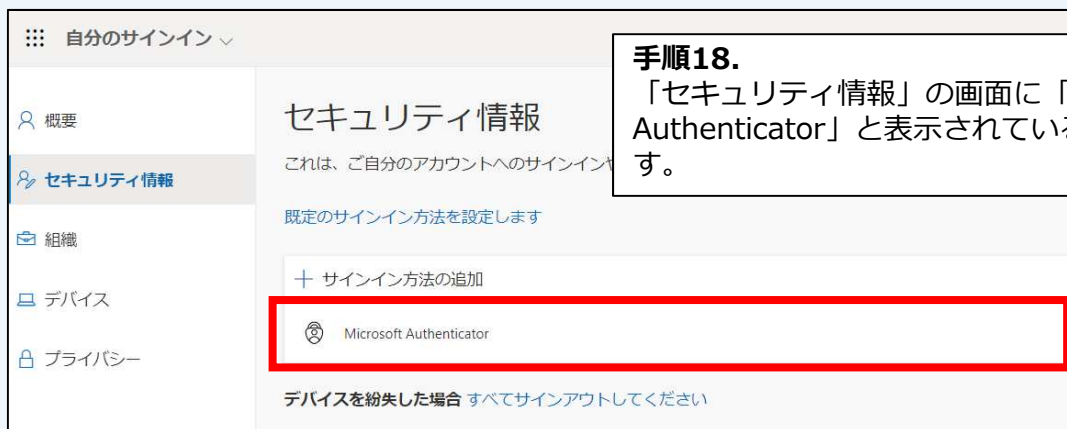 自分のサインイン
手順18.
「セキュリティ情報」の画面に「
Authenticator」と表示されている
す。
概要
セキュリティ情報
組織
デバイス
プライバシー
セキュリティ情報
これは、ご自分のアカウントへのサインイン
既定のサインイン方法を設定します
+ サインイン方法の追加
Microsoft Authenticator
デバイスを紛失した場合 すべてサインアウトしてください